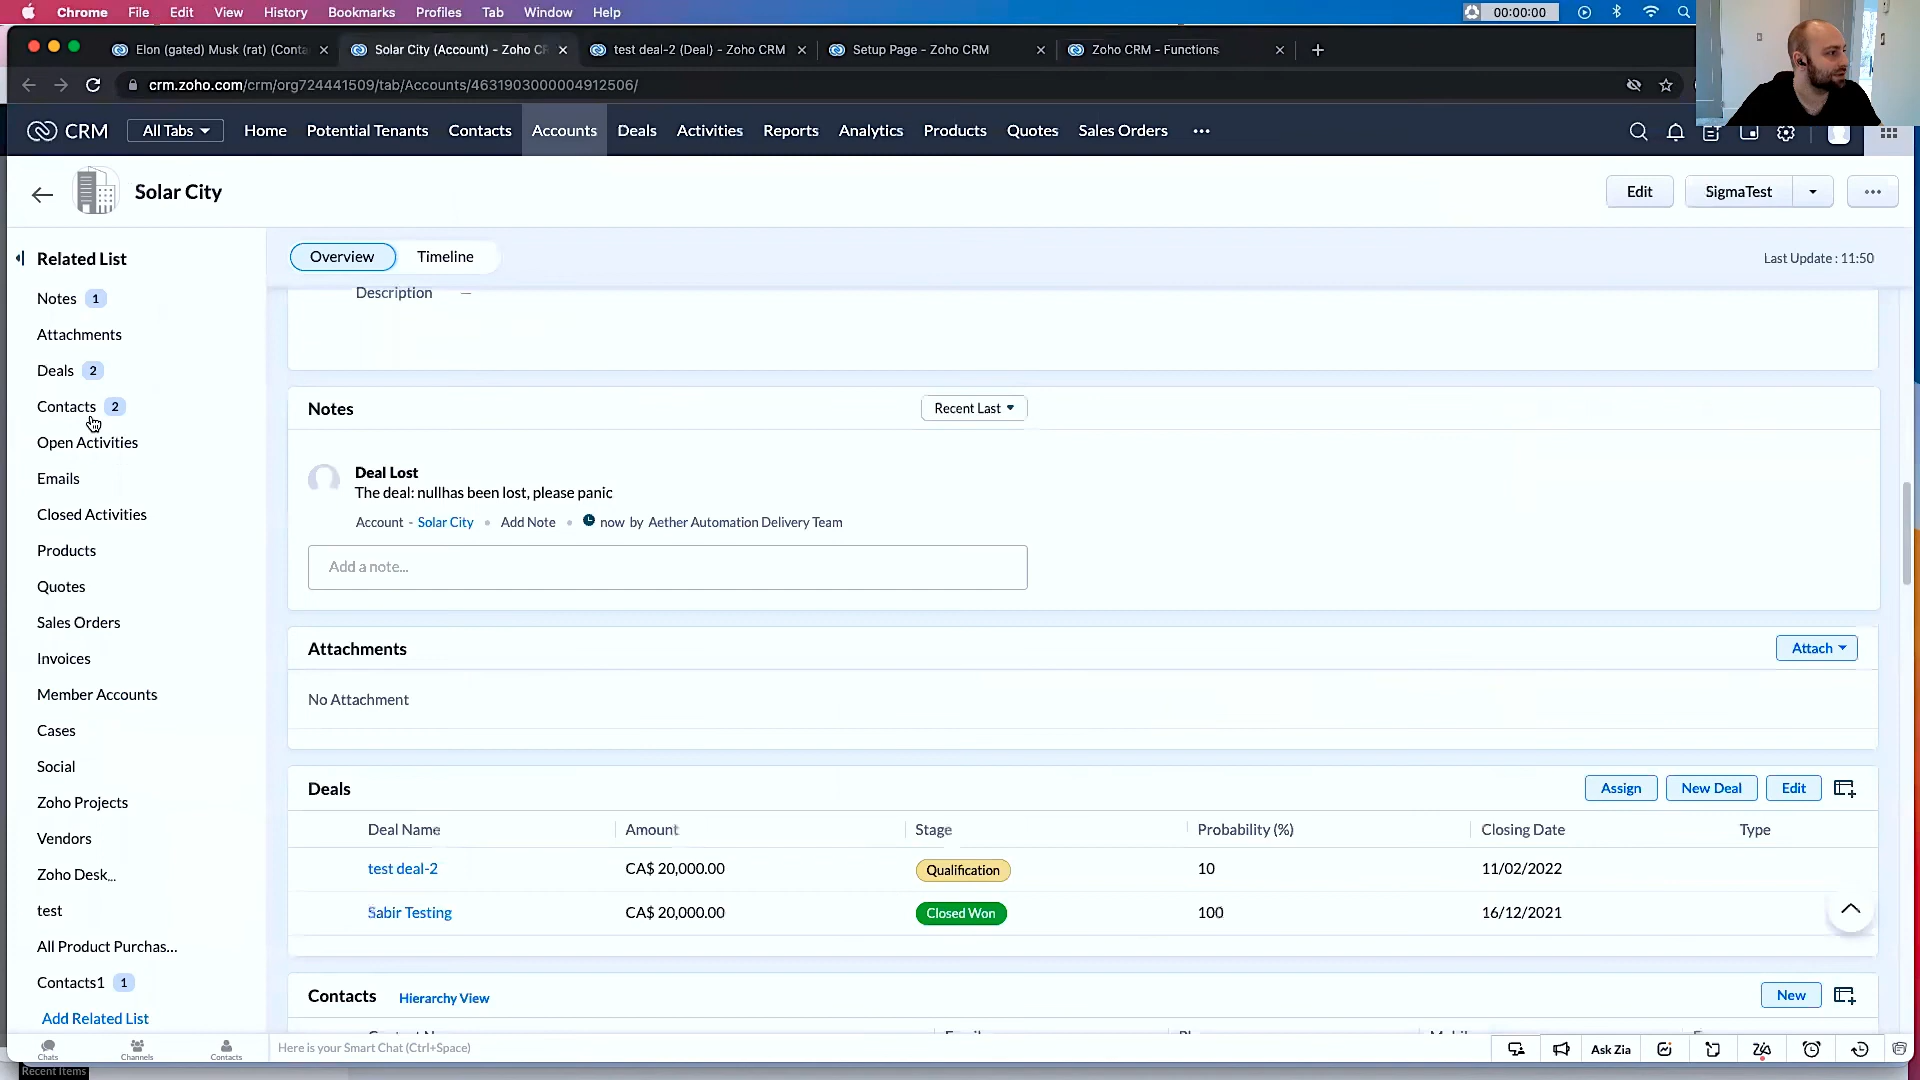 Chrome File Edit View History Bookmarks Profiles Tab Window Help 00:00:00
Elon (gated) Musk (rat) (Conta Solar City (Account) - Zoho CR test deal-2 (Deal) - Zoho CRM Setup Page - Zoho CRM Zoho CRM - Functions
crm.zoho.com/crm/org724441509/tab/Accounts/4631903000004912506/
CRM All Tabs Home Potential Tenants Contacts Accounts Deals Activities Reports Analytics Products Quotes Sales Orders
Solar City
Edit SigmaTest
Related List
Notes 1
Attachments
Deals 2
Contacts 2
Open Activities
Emails
Closed Activities
Products
Quotes
Sales Orders
Invoices
Member Accounts
Cases
Social
Zoho Projects
Vendors
Zoho Desk...
test
All Product Purchas...
Contacts1 1
Add Related List
Overview Timeline
Last Update : 11:50
Description —
Notes Recent Last
Deal Lost
The deal: nullhas been lost, please panic
Account - Solar City • Add Note • now by Aether Automation Delivery Team
Add a note...
Attachments Attach
No Attachment
Deals Assign New Deal Edit
Deal Name Amount Stage Probability (%) Closing Date Type
test deal-2 CA$ 20,000.00 Qualification 10 11/02/2022
Sabir Testing CA$ 20,000.00 Closed Won 100 16/12/2021
Contacts Hierarchy View New
Chats Channels Contacts Here is your Smart Chat (Ctrl+Space) Ask Zia
Recent Items